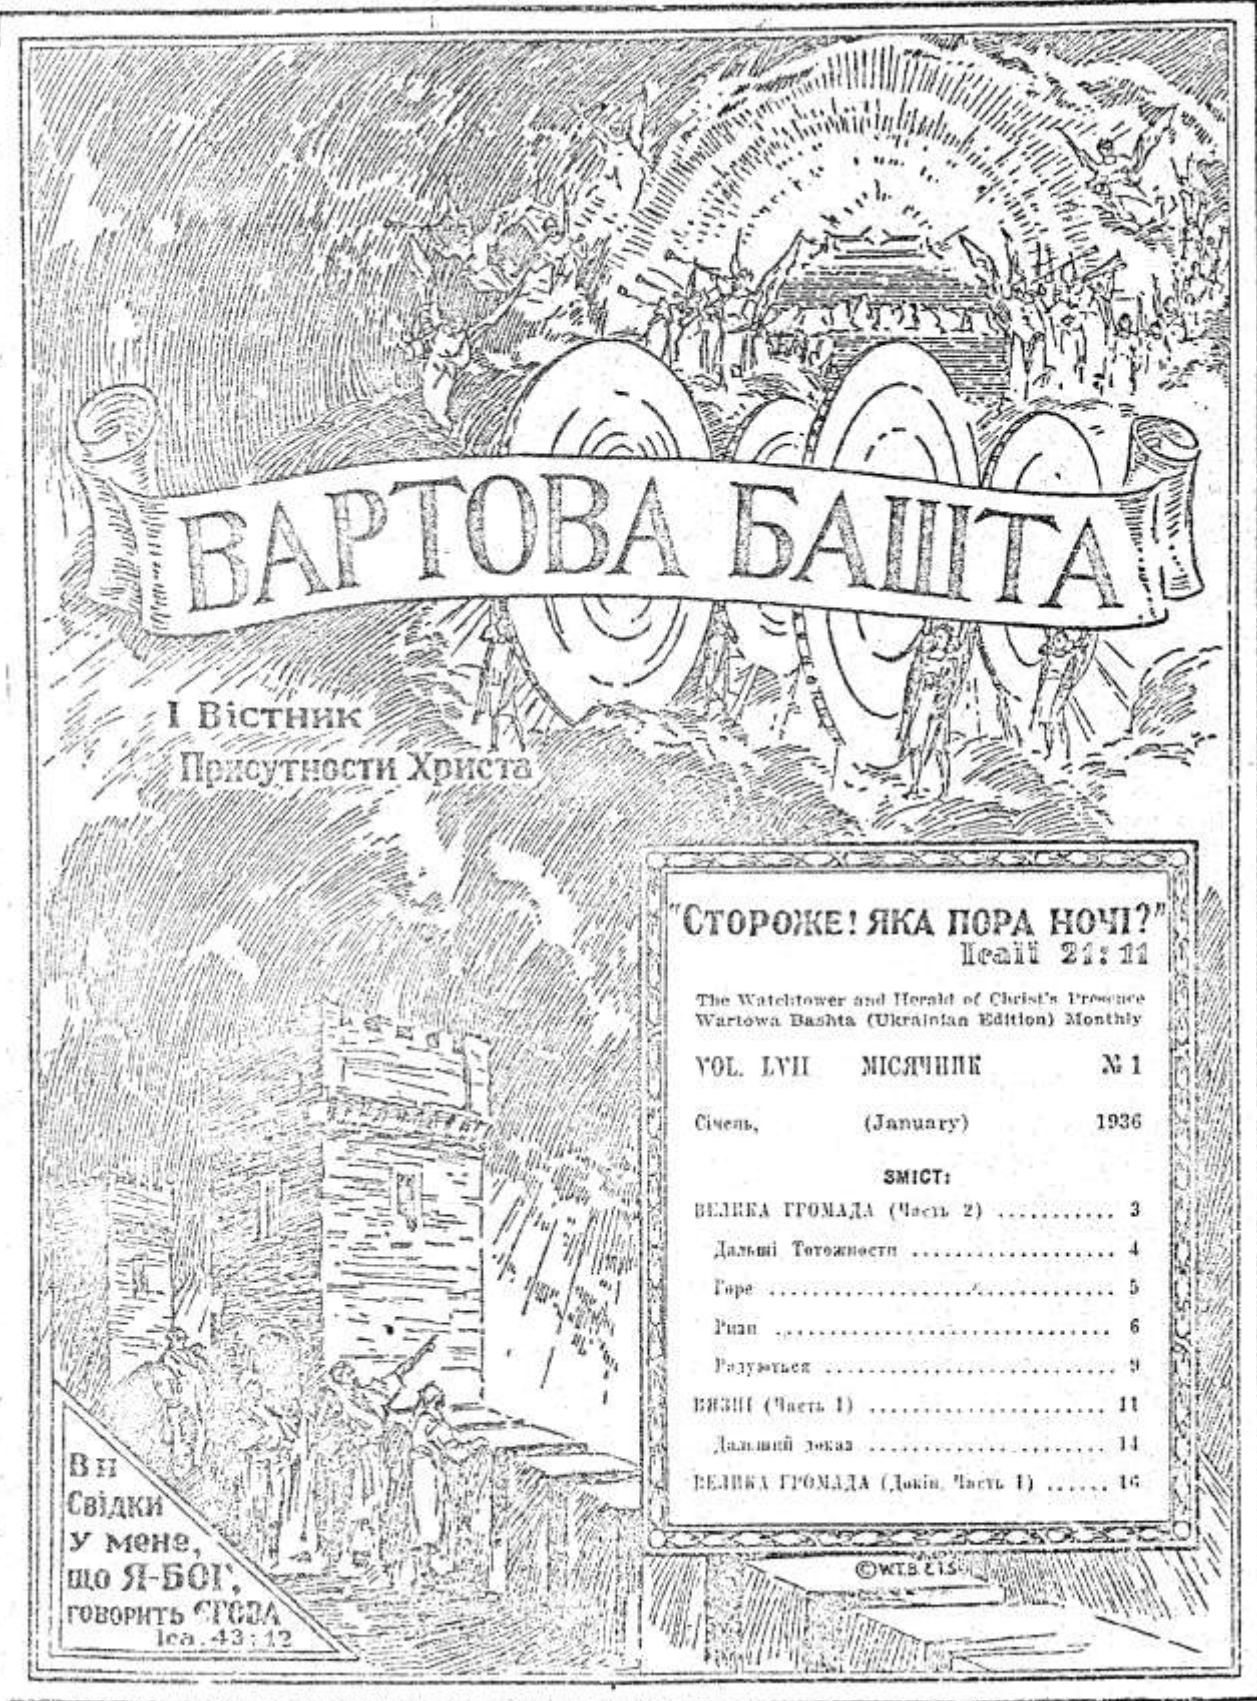 ВАРТОВА БАШТА
І Вістник
Присутности Христа
"СТОРОЖЕ! ЯКА ПОРА НОЧІ?"
Ісаії 21:11
The Watchtower and Herald of Christ's Presence
Wartowa Bashta (Ukrainian Edition) Monthly
VOL. LVII МІСЯЧНИК № 1
Січень, (January) 1936
ЗМІСТ:
ВЕЛИКА ГРОМАДА (Часть 2) ........... 3
Дальші Тотожности ................... 4
Горе ................................. 5
Ризи ................................ 6
Радуються ........................... 9
ВЯЗНІ (Часть 1) ...................... 11
Дальший доказ ....................... 14
ВЕЛИКА ГРОМАДА (Докін. Часть 1) ...... 16
©W.T.B.&T.S.
Ви
Свідки
у мене,
що Я-БОГ,
говорить ЄГОВА
Іса. 43:12